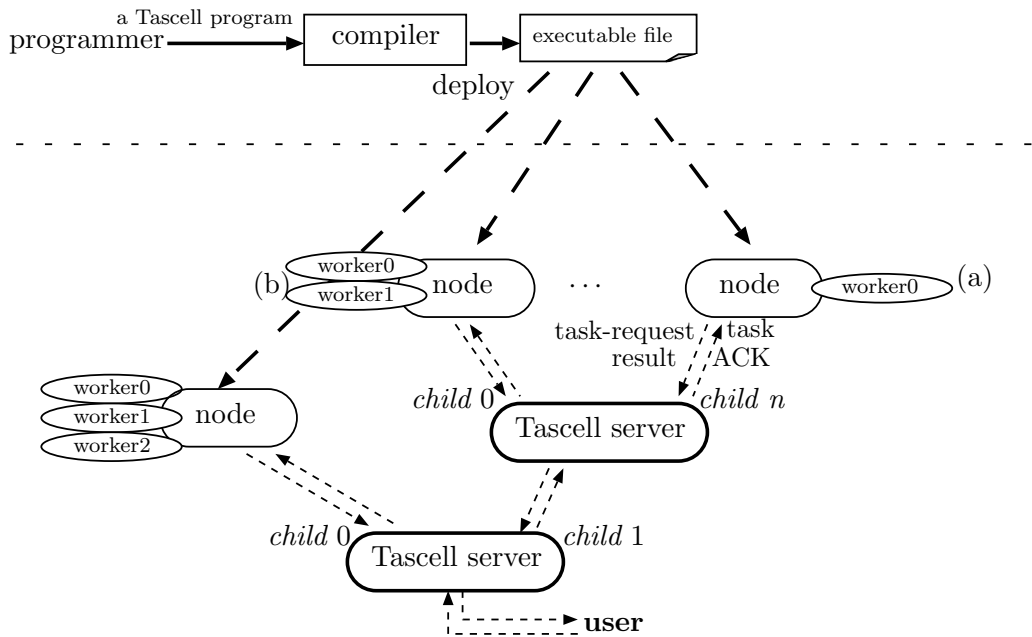 a Tascell program
programmer
compiler
executable file
deploy
worker0
(b)
worker1
node
...
node
worker0
(a)
task-request
task
result
ACK
worker0
worker1
worker2
node
child 0
child n
Tascell server
child 0
child 1
Tascell server
user